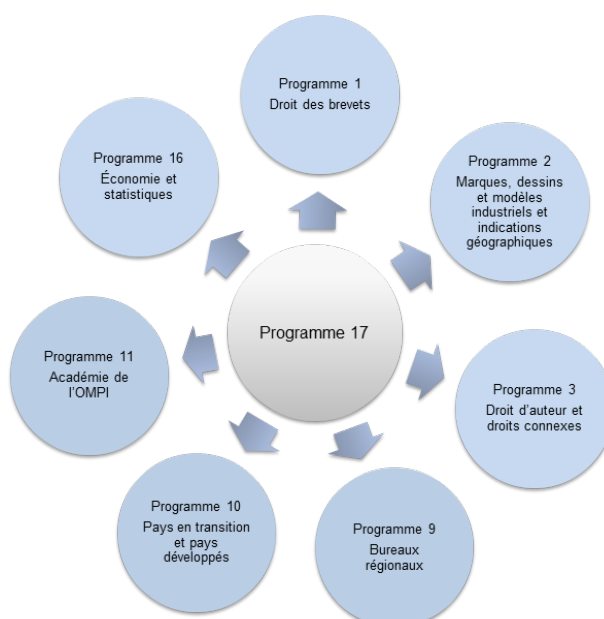 Programme 1
Droit des brevets
Programme 2
Marques, dessins
et modèles
industriels et
indications
géographiques
Programme 3
Droit d'auteur et
droits connexes
Programme 9
Bureaux
régionaux
Programme 10
Pays en transition
et pays
développés
Programme 11
Académie de
l'OMPI
Programme 16
Économie et
statistiques
Programme 17